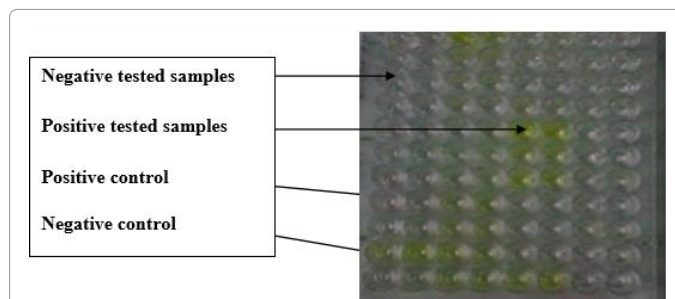 Negative tested samples
Positive tested samples
Positive control
Negative control